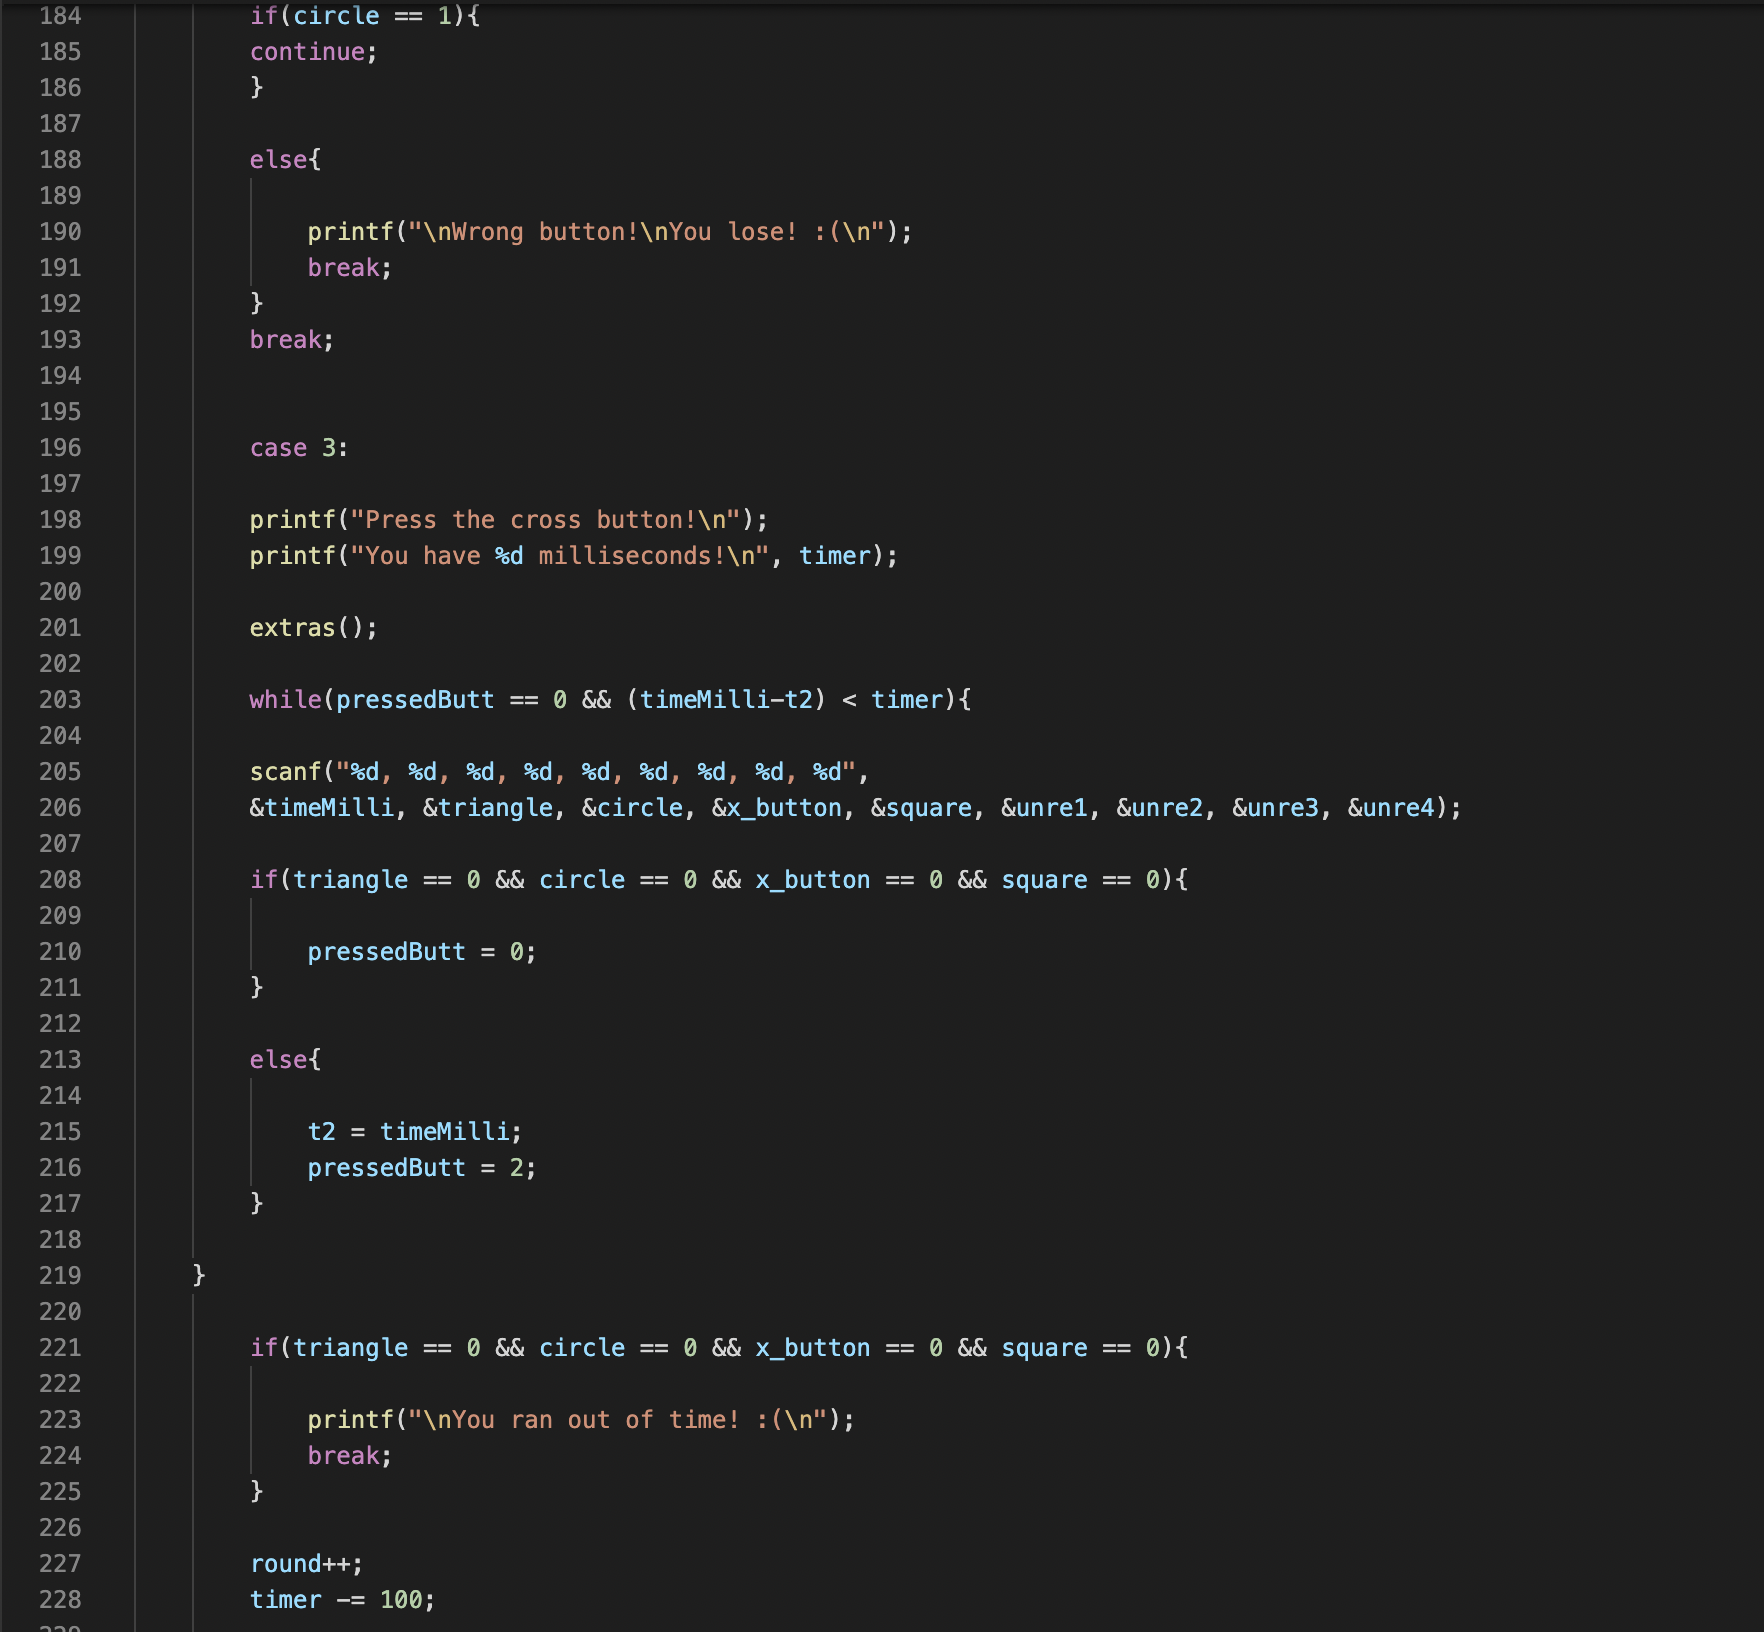 184 if(circle == 1){
185 continue;
186 }
187
188 else{
189
190 printf("\nWrong button!\nYou lose! :(\n");
191 break;
192 }
193 break;
194
195
196 case 3:
197
198 printf("Press the cross button!\n");
199 printf("You have %d milliseconds!\n", timer);
200
201 extras();
202
203 while(pressedButt == 0 && (timeMilli-t2) < timer){
204
205 scanf("%d, %d, %d, %d, %d, %d, %d, %d, %d",
206 &timeMilli, &triangle, &circle, &x_button, &square, &unre1, &unre2, &unre3, &unre4);
207
208 if(triangle == 0 && circle == 0 && x_button == 0 && square == 0){
209
210 pressedButt = 0;
211 }
212
213 else{
214
215 t2 = timeMilli;
216 pressedButt = 2;
217 }
218
219 }
220
221 if(triangle == 0 && circle == 0 && x_button == 0 && square == 0){
222
223 printf("\nYou ran out of time! :(\n");
224 break;
225 }
226
227 round++;
228 timer -= 100;